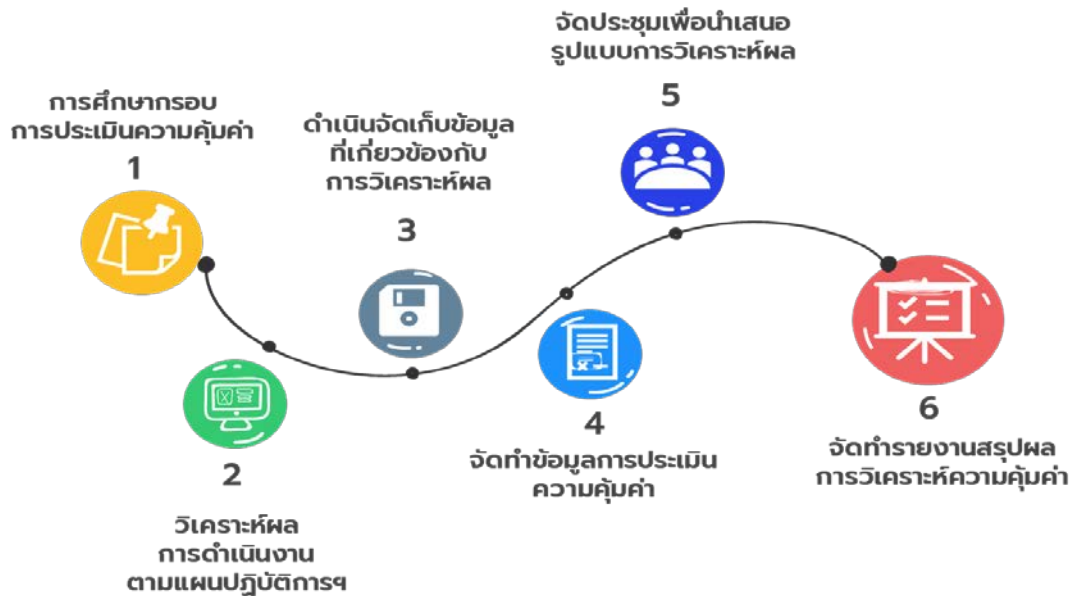 การศึกษากรอบ
การประเมินความคุ้มค่า
1
2
วิเคราะห์ผล
การดำเนินงาน
ตามแผนปฏิบัติการฯ
ดำเนินจัดเก็บข้อมูล
ที่เกี่ยวข้องกับ
การวิเคราะห์ผล
3
4
จัดทำข้อมูลการประเมิน
ความคุ้มค่า
จัดประชุมเพื่อนำเสนอ
รูปแบบการวิเคราะห์ผล
5
6
จัดทำรายงานสรุปผล
การวิเคราะห์ความคุ้มค่า